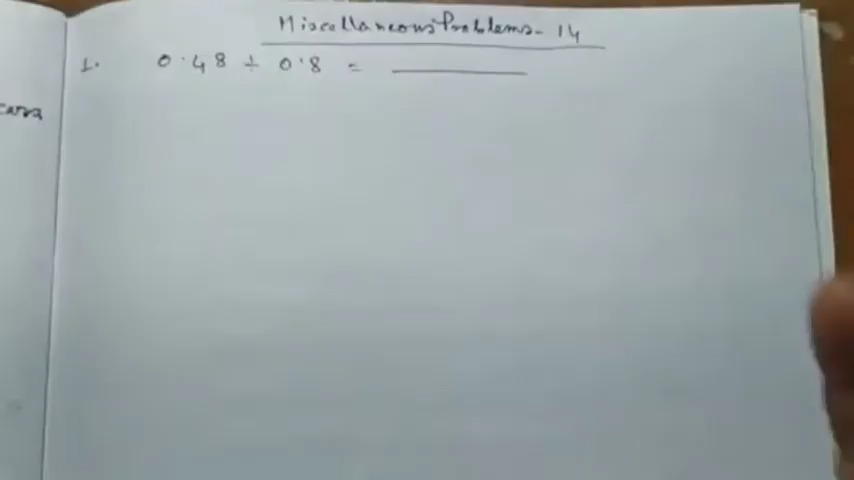 Miscellaneous Problems - 14
1. 0.48 ÷ 0.8 = ________